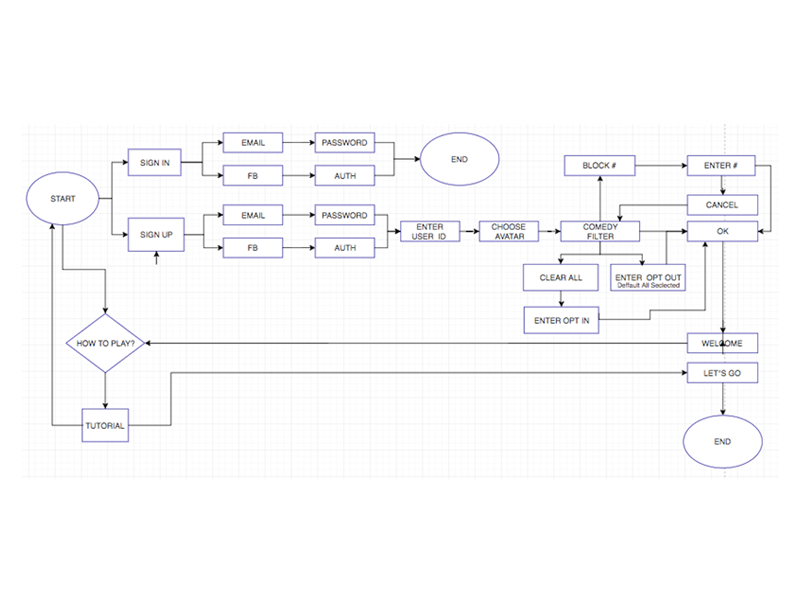 EMAIL
PASSWORD
SIGN IN
END
FB
AUTH
BLOCK #
ENTER #
START
CANCEL
EMAIL
PASSWORD
SIGN UP
ENTER
USER ID
CHOOSE
AVATAR
COMEDY
FILTER
OK
FB
AUTH
CLEAR ALL
ENTER OPT OUT
Deffault All Seclected
ENTER OPT IN
HOW TO PLAY?
WELCOME
LET"S GO
TUTORIAL
END